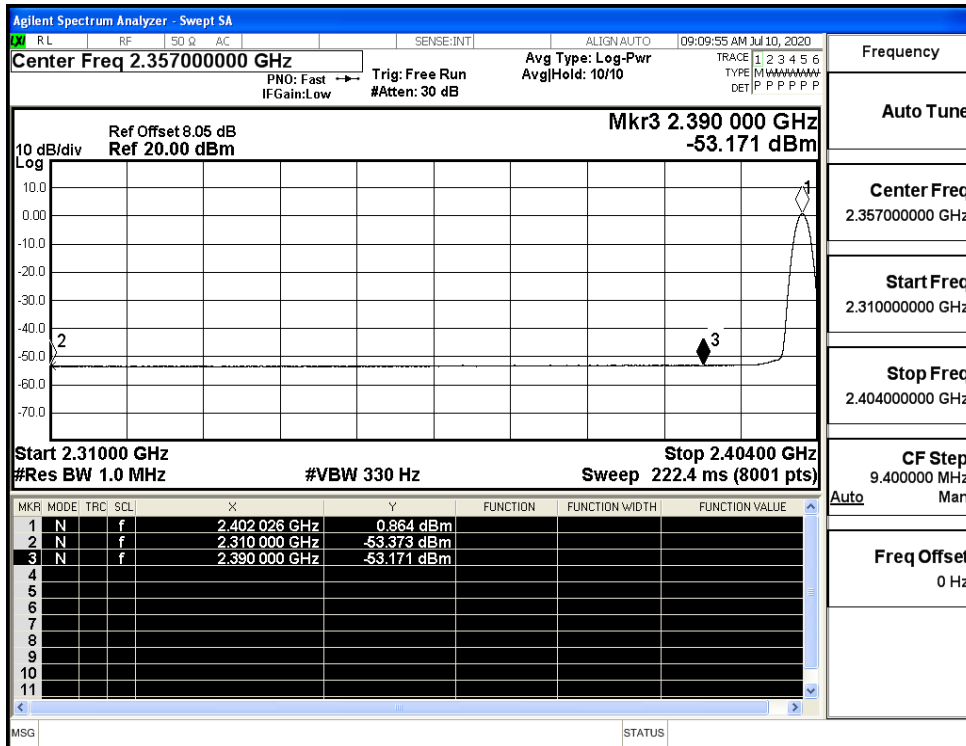 Agilent Spectrum Analyzer - Swept SA
LXI RL RF 50 Ω AC SENSE:INT ALIGN AUTO 09:09:55 AM Jul 10, 2020
Center Freq 2.357000000 GHz
PNO: Fast
IFGain:Low
Trig: Free Run
#Atten: 30 dB
Avg Type: Log-Pwr
Avg|Hold: 10/10
TRACE 1 2 3 4 5 6
TYPE M
DET P P P P P P
Ref Offset 8.05 dB
10 dB/div Ref 20.00 dBm
Log
Mkr3 2.390 000 GHz
-53.171 dBm
10.0
0.00
-10.0
-20.0
-30.0
-40.0
-50.0
-60.0
-70.0
1
2
3
Start 2.31000 GHz Stop 2.40400 GHz
#Res BW 1.0 MHz #VBW 330 Hz Sweep 222.4 ms (8001 pts)
MKR MODE TRC SCL X Y FUNCTION FUNCTION WIDTH FUNCTION VALUE
1 N f 2.402 026 GHz 0.864 dBm
2 N f 2.310 000 GHz -53.373 dBm
3 N f 2.390 000 GHz -53.171 dBm
4
5
6
7
8
9
10
11
MSG STATUS
Frequency
Auto Tune
Center Freq
2.357000000 GHz
Start Freq
2.310000000 GHz
Stop Freq
2.404000000 GHz
CF Step
9.400000 MHz
Auto Man
Freq Offset
0 Hz